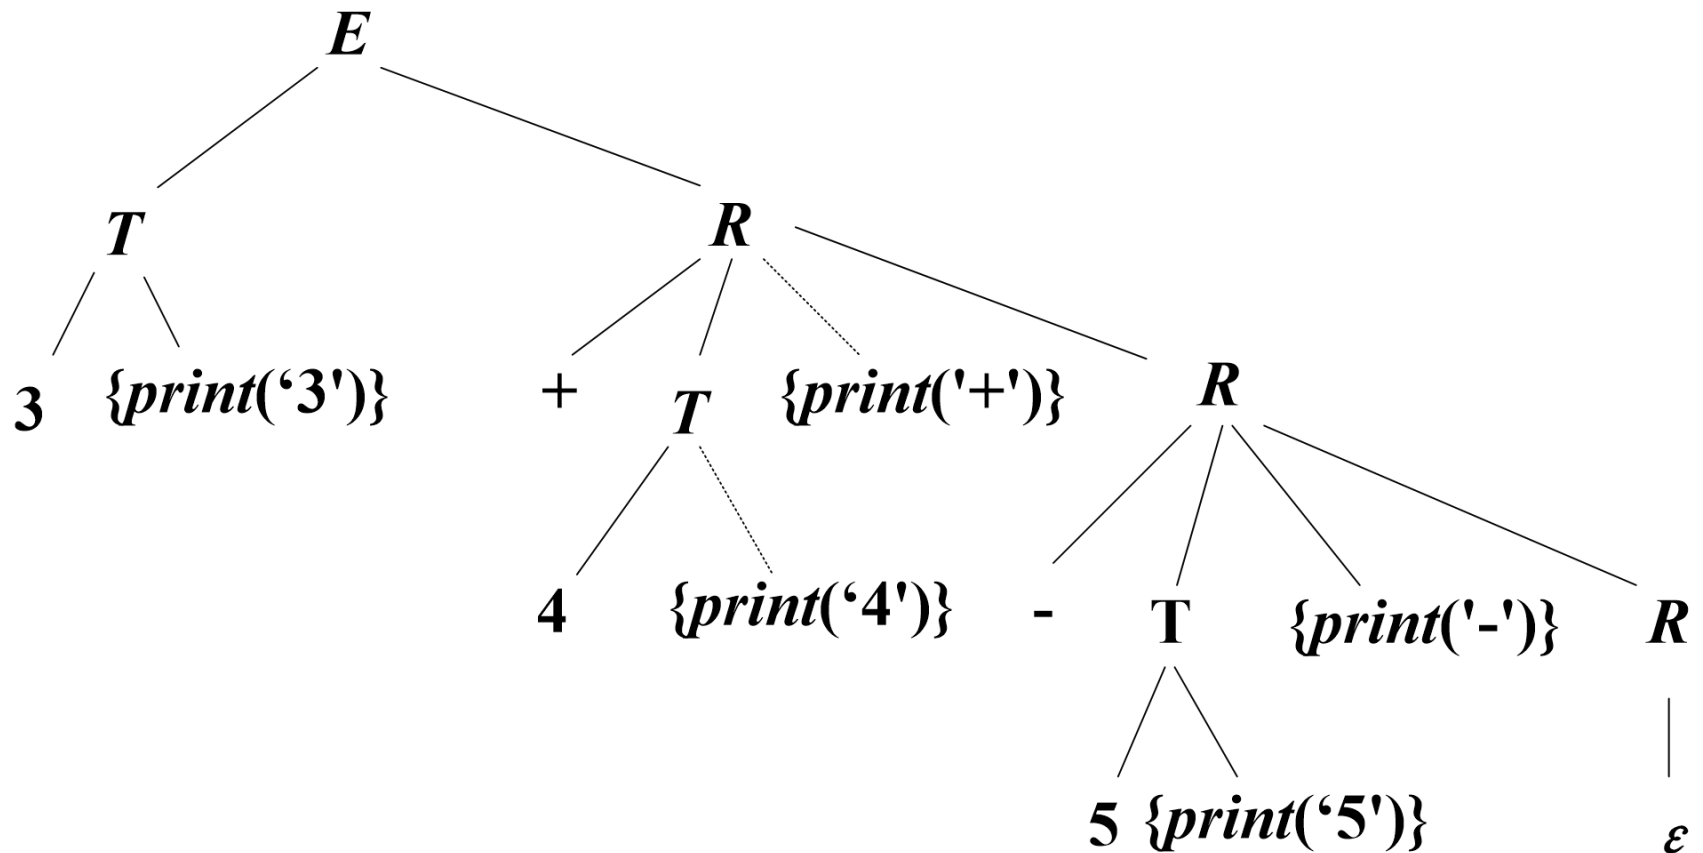 E
T R
3 {print(‘3')} + T {print('+')} R
4 {print(‘4')} - T {print('-')} R
5 {print(‘5')} ε